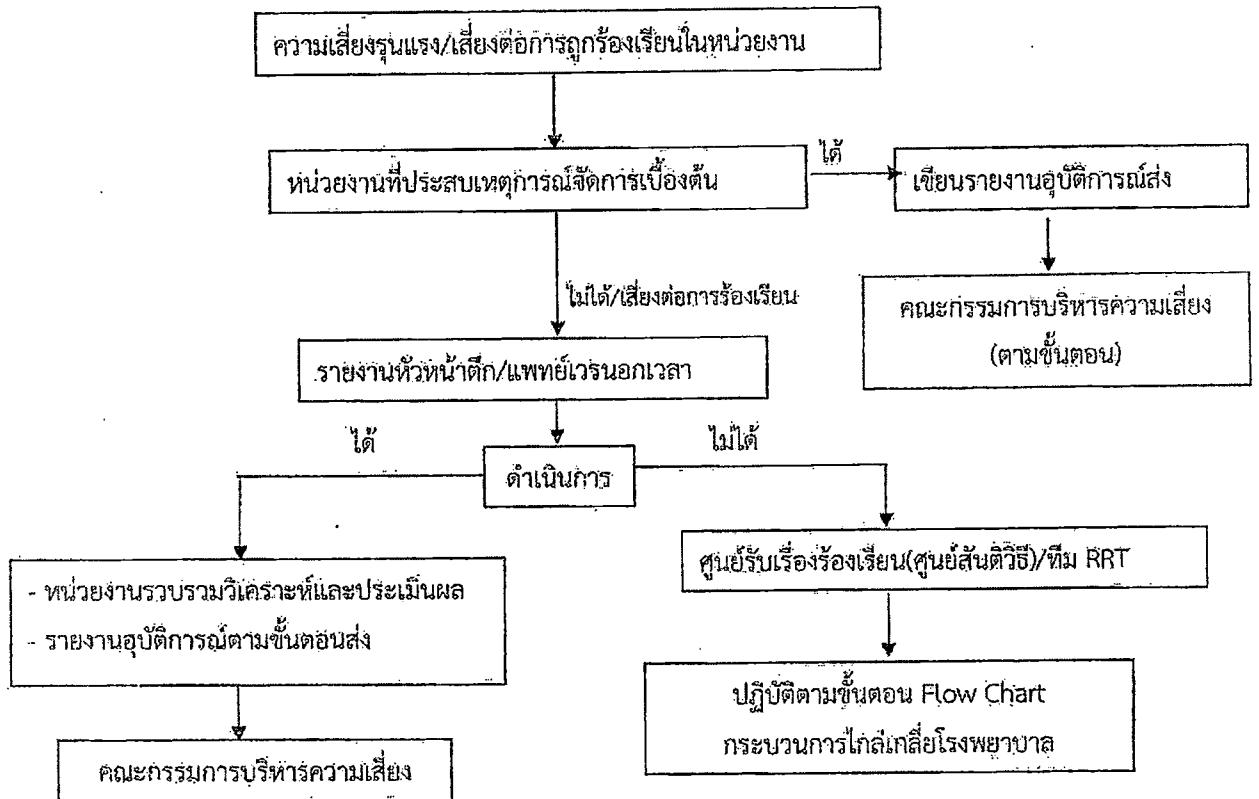 ความเสี่ยงรุนแรง/เสี่ยงต่อการถูกร้องเรียนในหน่วยงาน
หน่วยงานที่ประสบเหตุการณ์จัดการเบื้องต้น
ได้
เขียนรายงานอุบัติการณ์ส่ง
ไม่ได้/เสี่ยงต่อการร้องเรียน
คณะกรรมการบริหารความเสี่ยง
(ตามขั้นตอน)
รายงานหัวหน้าตึก/แพทย์เวรนอกเวลา
ได้
ไม่ได้
ดำเนินการ
- หน่วยงานรวบรวมวิเคราะห์และประเมินผล
- รายงานอุบัติการณ์ตามขั้นตอนส่ง
ศูนย์รับเรื่องร้องเรียน(ศูนย์สันติวิธี)/ทีม RRT
ปฏิบัติตามขั้นตอน Flow Chart
กระบวนการไกล่เกลี่ยโรงพยาบาล
คณะกรรมการบริหารความเสี่ยง